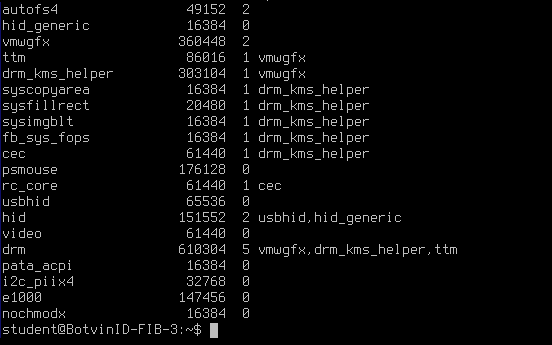 autofs4 49152 2
hid_generic 16384 0
vmwgfx 360448 2
ttm 86016 1 vmwgfx
drm_kms_helper 303104 1 vmwgfx
syscopyarea 16384 1 drm_kms_helper
sysfillrect 20480 1 drm_kms_helper
sysimgblt 16384 1 drm_kms_helper
fb_sys_fops 16384 1 drm_kms_helper
cec 61440 1 drm_kms_helper
psmouse 176128 0
rc_core 61440 1 cec
usbhid 65536 0
hid 151552 2 usbhid,hid_generic
video 61440 0
drm 610304 5 vmwgfx,drm_kms_helper,ttm
pata_acpi 16384 0
i2c_piix4 32768 0
e1000 147456 0
nochmodx 16384 0
student@BotvinID-FIB-3:~$